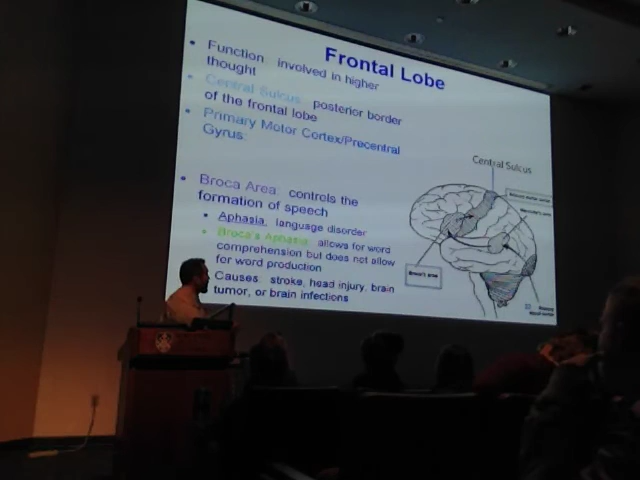 Frontal Lobe
Function: involved in higher
thought
Central Sulcus: posterior border
of the frontal lobe
Primary Motor Cortex/Precentral
Gyrus:
Broca Area: controls the
formation of speech
Aphasia: language disorder
Broca's Aphasia: allows for word
comprehension but does not allow
for word production
Causes: stroke, head injury, brain
tumor, or brain infections
Central Sulcus
Broca's area